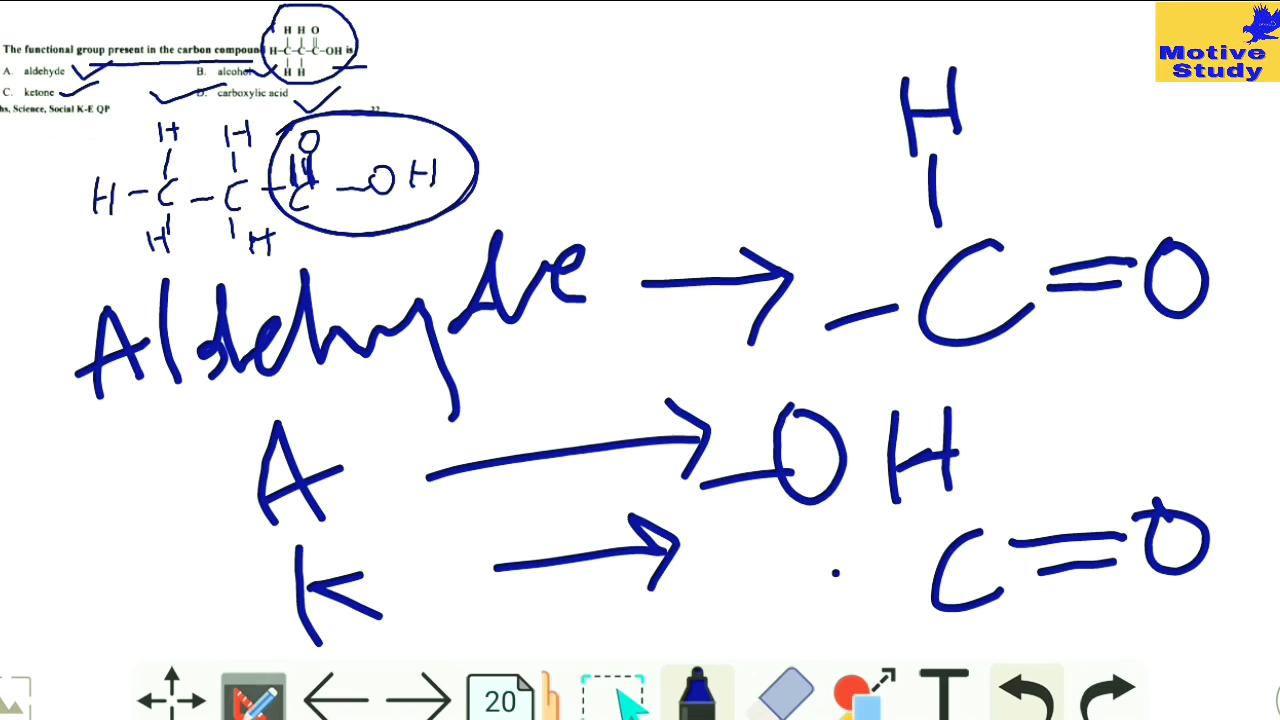 H H O
The functional group present in the carbon compound H-C-C-C-OH is
H H
A. aldehyde B. alcohol
C. ketone D. carboxylic acid
hs, Science, Social K-E QP
Motive
Study
H H O
H - C - C - C - OH
H H
H
Aldehyde → - C = O
A → - OH
K → C = O
20 T